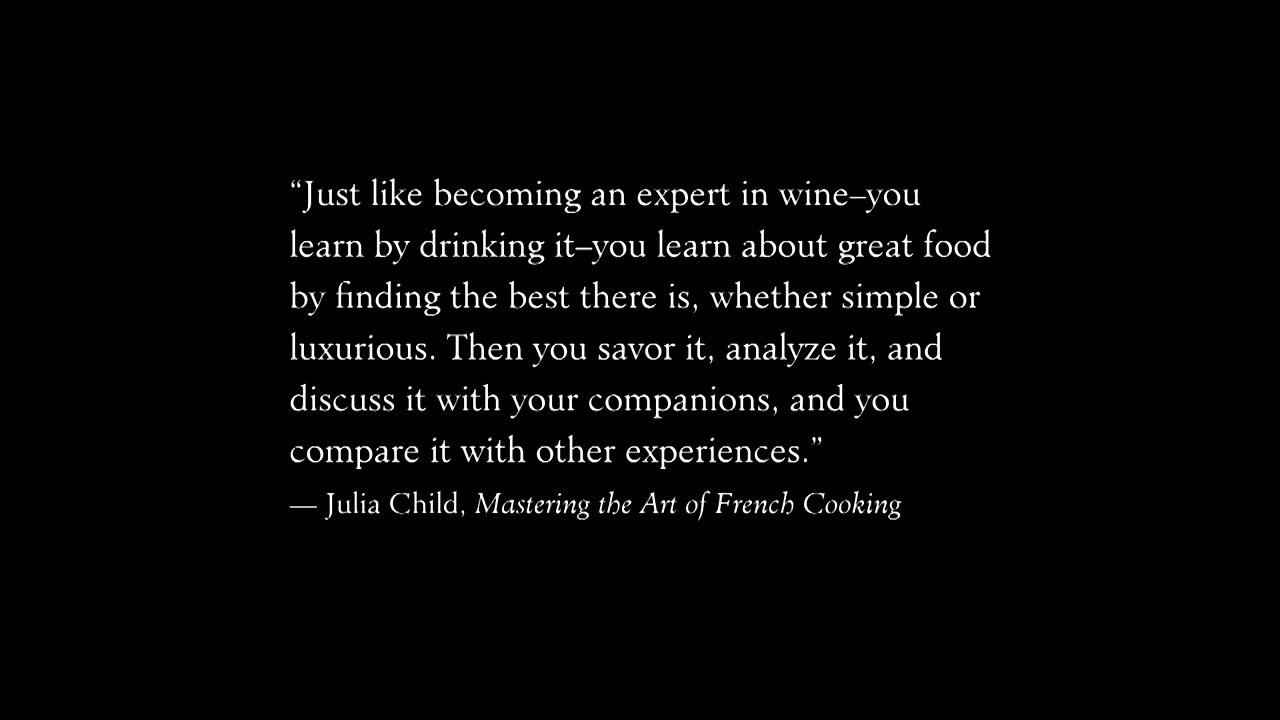 “Just like becoming an expert in wine–you
learn by drinking it–you learn about great food
by finding the best there is, whether simple or
luxurious. Then you savor it, analyze it, and
discuss it with your companions, and you
compare it with other experiences.”
— Julia Child, Mastering the Art of French Cooking